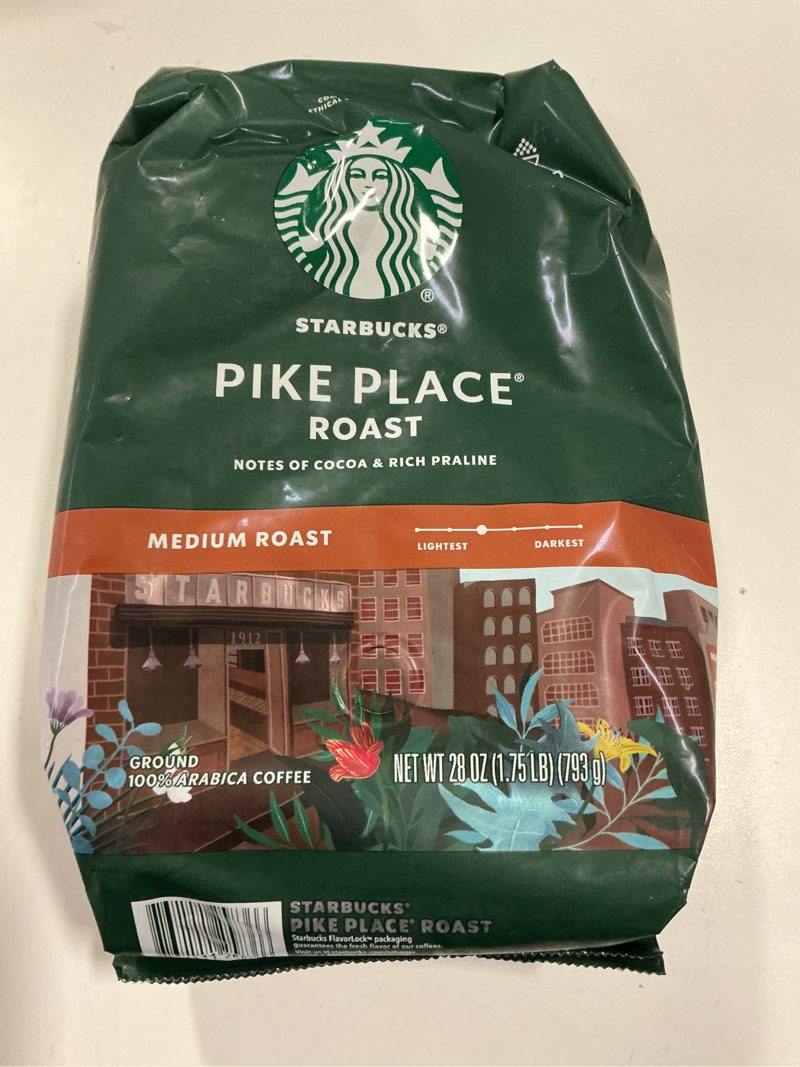 STARBUCKS®
PIKE PLACE®
ROAST
NOTES OF COCOA & RICH PRALINE
MEDIUM ROAST
LIGHTEST DARKEST
STARBUCKS
1912
GROUND
100% ARABICA COFFEE
NET WT 28 OZ (1.75 LB) (793 g)
STARBUCKS®
PIKE PLACE® ROAST
Starbucks FlavorLock™ packaging
guarantees the fresh flavor of our coffees.